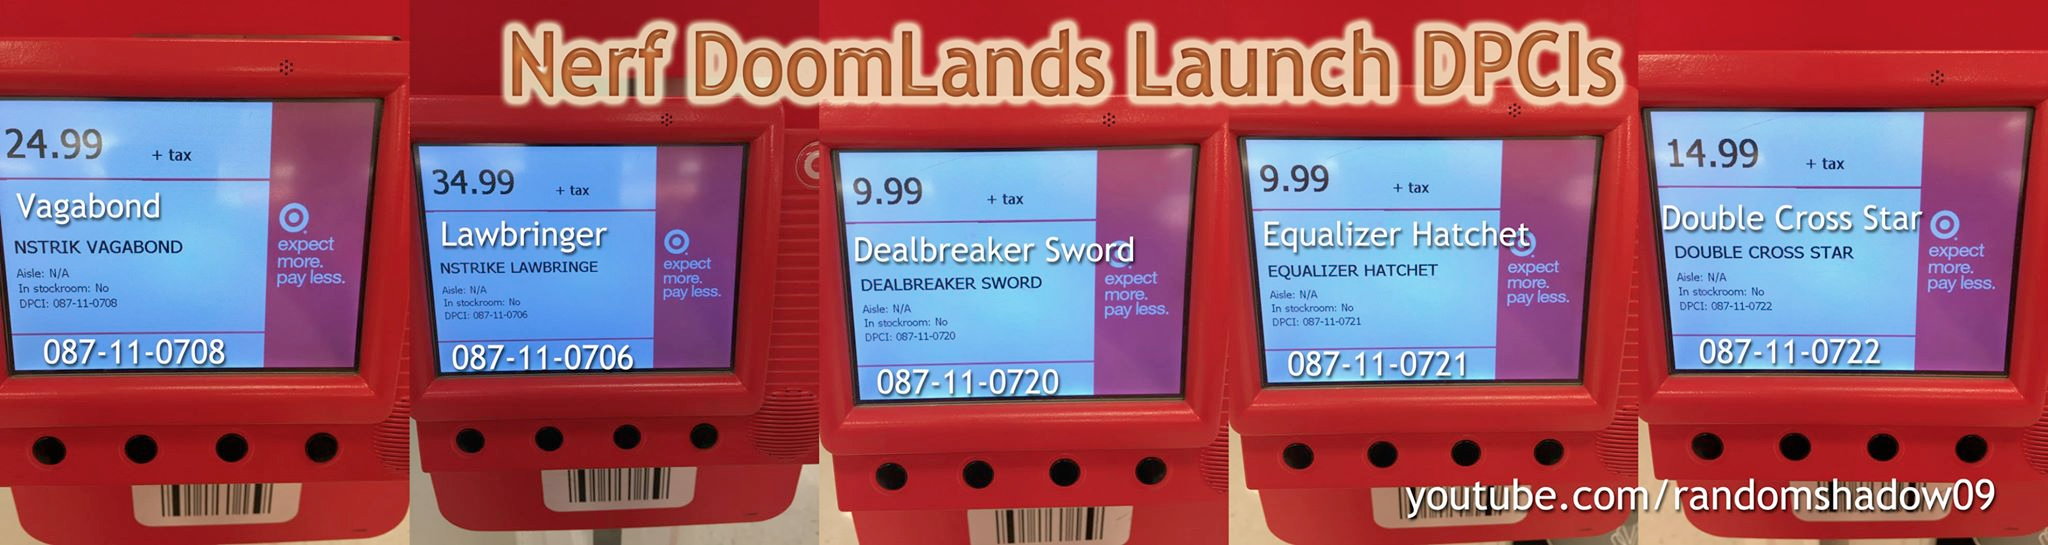 Nerf DoomLands Launch DPCIs
24.99 + tax
Vagabond
NSTRIK VAGABOND
Aisle: N/A
In stockroom: No
DPCI: 087-11-0708
087-11-0708
expect
more.
pay less.
34.99 + tax
Lawbringer
NSTRIKE LAWBRINGE
Aisle: N/A
In stockroom: No
DPCI: 087-11-0706
087-11-0706
expect
more.
pay less.
9.99 + tax
Dealbreaker Sword
DEALBREAKER SWORD
Aisle: N/A
In stockroom: No
DPCI: 087-11-0720
087-11-0720
expect
more.
pay less.
9.99 + tax
Equalizer Hatchet
EQUALIZER HATCHET
Aisle: N/A
In stockroom: No
DPCI: 087-11-0721
087-11-0721
expect
more.
pay less.
14.99 + tax
Double Cross Star
DOUBLE CROSS STAR
Aisle: N/A
In stockroom: No
DPCI: 087-11-0722
087-11-0722
expect
more.
pay less.
youtube.com/randomshadow09